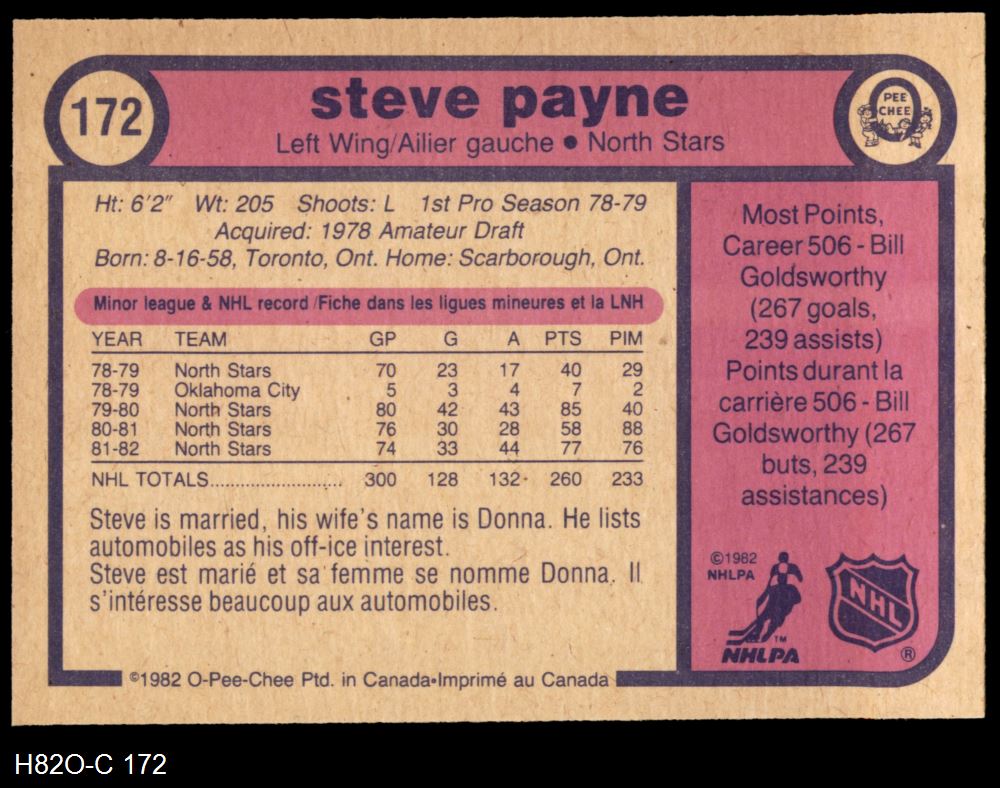 172
steve payne
Left Wing/Ailier gauche • North Stars
PEE
CHEE
Ht: 6'2" Wt: 205 Shoots: L 1st Pro Season 78-79
Acquired: 1978 Amateur Draft
Born: 8-16-58, Toronto, Ont. Home: Scarborough, Ont.
Minor league & NHL record /Fiche dans les ligues mineures et la LNH
YEAR TEAM GP G A PTS PIM
78-79 North Stars 70 23 17 40 29
78-79 Oklahoma City 5 3 4 7 2
79-80 North Stars 80 42 43 85 40
80-81 North Stars 76 30 28 58 88
81-82 North Stars 74 33 44 77 76
NHL TOTALS........................ 300 128 132 260 233
Steve is married, his wife's name is Donna. He lists
automobiles as his off-ice interest.
Steve est marié et sa femme se nomme Donna. Il
s'intéresse beaucoup aux automobiles.
©1982 O-Pee-Chee Ptd. in Canada•Imprimé au Canada
Most Points,
Career 506 - Bill
Goldsworthy
(267 goals,
239 assists)
Points durant la
carrière 506 - Bill
Goldsworthy (267
buts, 239
assistances)
©1982
NHLPA
TM
NHLPA
NHL
®
H82O-C 172